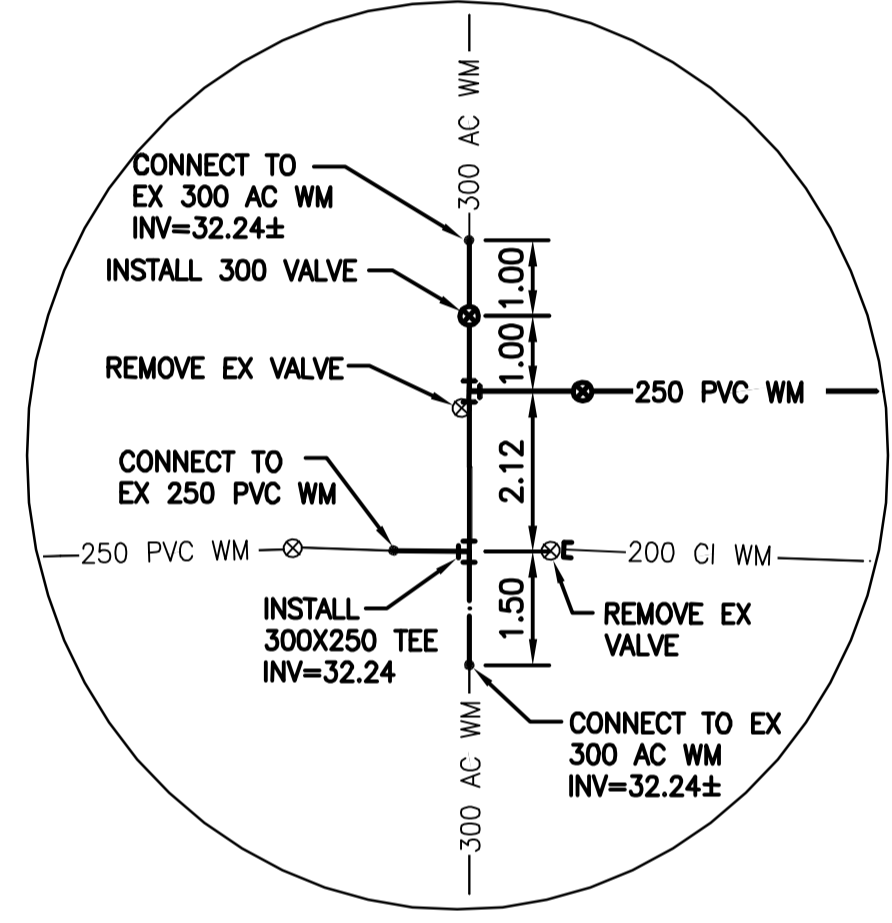 300 AC WM
CONNECT TO
EX 300 AC WM
INV=32.24±
INSTALL 300 VALVE
1.00
1.00
REMOVE EX VALVE
250 PVC WM
CONNECT TO
EX 250 PVC WM
2.12
250 PVC WM
E
200 CI WM
INSTALL
300X250 TEE
INV=32.24
1.50
REMOVE EX
VALVE
CONNECT TO EX
300 AC WM
INV=32.24±
300 AC WM